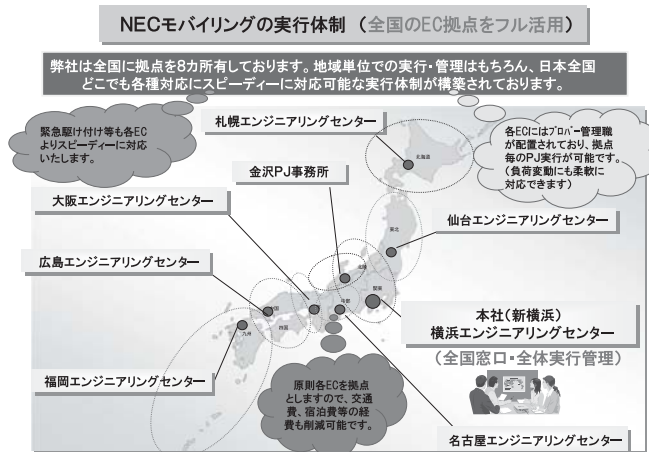 NECモバイリングの実行体制 （全国のEC拠点をフル活用）
弊社は全国に拠点を8カ所有しております。地域単位での実行・管理はもちろん、日本全国
どこでも各種対応にスピーディーに対応可能な実行体制が構築されております。
緊急駆け付け等も各EC
よりスピーディーに対応
いたします。
札幌エンジニアリングセンター
各ECにはプロパー管理職
が配置されており、拠点
毎のPJ実行が可能です。
（負荷変動にも柔軟に
対応できます）
北海道
金沢PJ事務所
大阪エンジニアリングセンター
仙台エンジニアリングセンター
東北
広島エンジニアリングセンター
北陸
関東
中部
中国
四国
九州
本社（新横浜）
横浜エンジニアリングセンター
（全国窓口・全体実行管理）
福岡エンジニアリングセンター
原則各ECを拠点
としますので、交通
費、宿泊費等の経
費も削減可能です。
名古屋エンジニアリングセンター